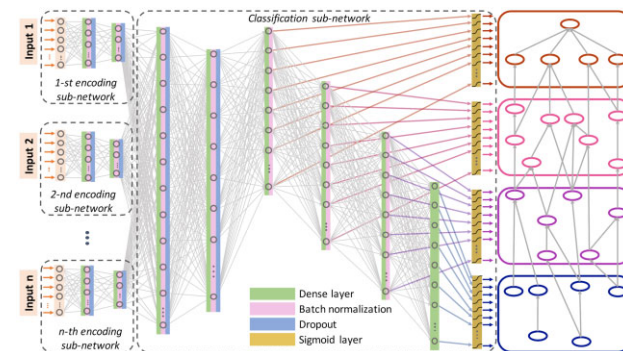 Classification sub-network
Input 1
1-st encoding
sub-network
Input 2
2-nd encoding
sub-network
Input n
n-th encoding
sub-network
Dense layer
Batch normalization
Dropout
Sigmoid layer